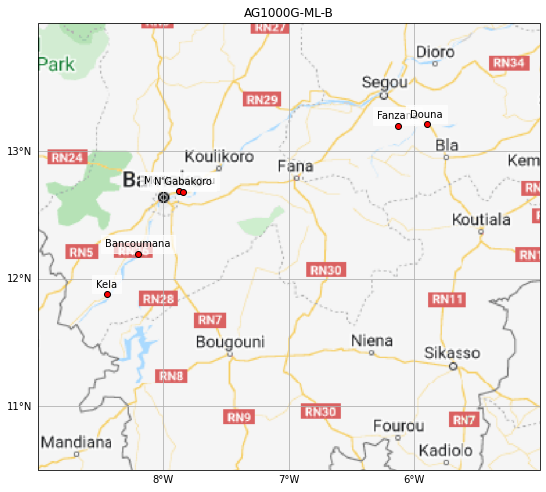 AG1000G-ML-B
RN27
Dioro
Park
RN34
Segou
RN29
Fanza
Douna
13°N
RN24
Koulikoro
Bla
Fana
Kem
N'Gabakoro
Koutiala
Bancoumana
RN5
RN30
12°N
Kela
RN28
RN11
RN7
Bougouni
Niena
Sikasso
RN8
11°N
RN9
RN30
RN7
Mandiana
Fourou
Kadiolo
8°W
7°W
6°W